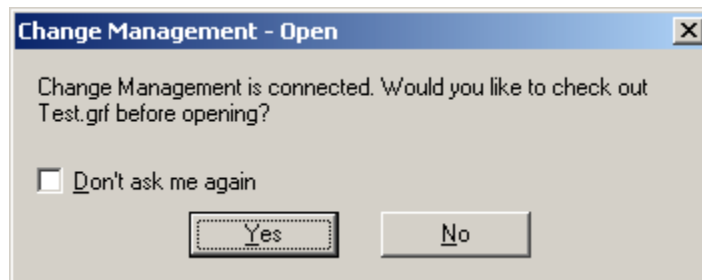 Change Management - Open
Change Management is connected. Would you like to check out
Test.grf before opening?
Don't ask me again
Yes
No